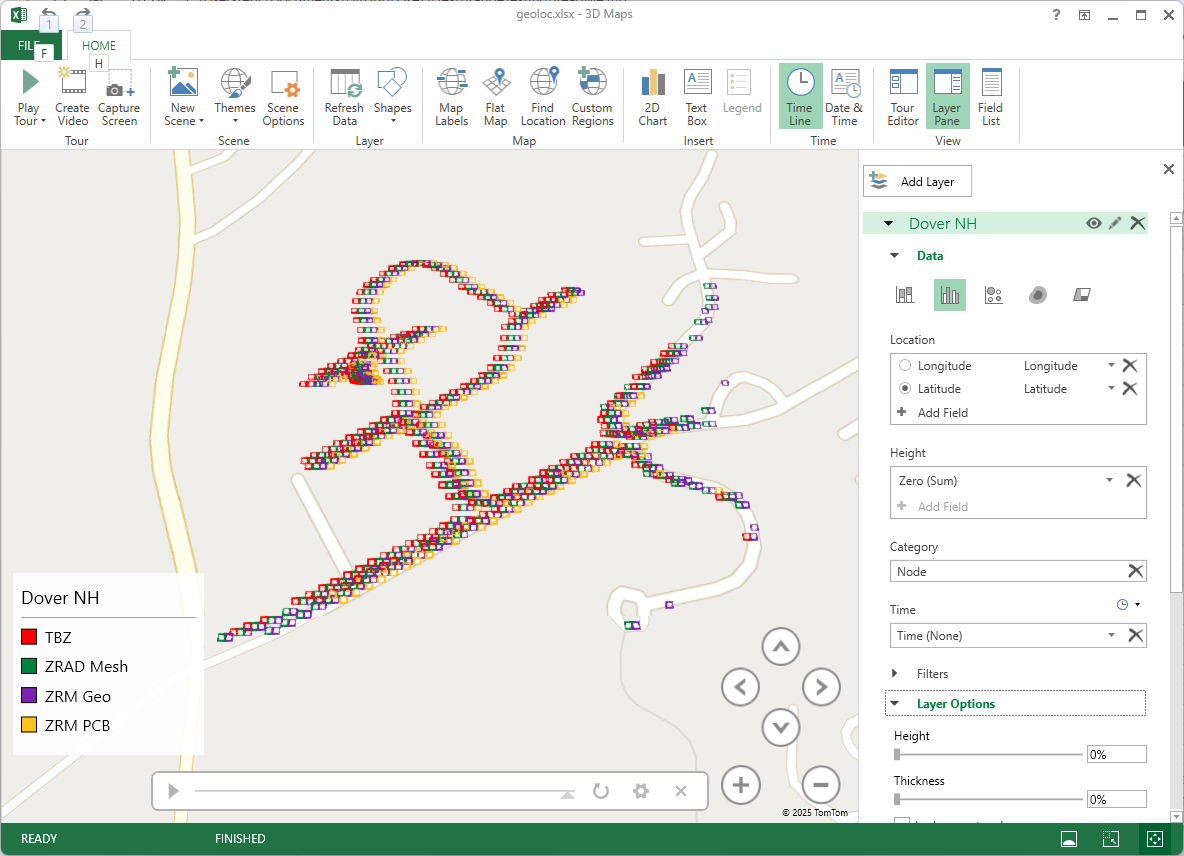 geoloc.xlsx - 3D Maps
?
1
2
FILE
F
HOME
H
Play Tour
Create Video
Capture Screen
New Scene
Themes
Scene Options
Refresh Data
Shapes
Map Labels
Flat Map
Find Location
Custom Regions
2D Chart
Text Box
Legend
Time Line
Date & Time
Tour Editor
Layer Pane
Field List
Tour
Scene
Layer
Map
Insert
Time
View
Add Layer
Dover NH
Data
Location
Longitude Longitude
Latitude Latitude
Add Field
Height
Zero (Sum)
Add Field
Category
Node
Time
Time (None)
Filters
Layer Options
Height
0%
Thickness
0%
Dover NH
TBZ
ZRAD Mesh
ZRM Geo
ZRM PCB
© 2025 TomTom
READY
FINISHED